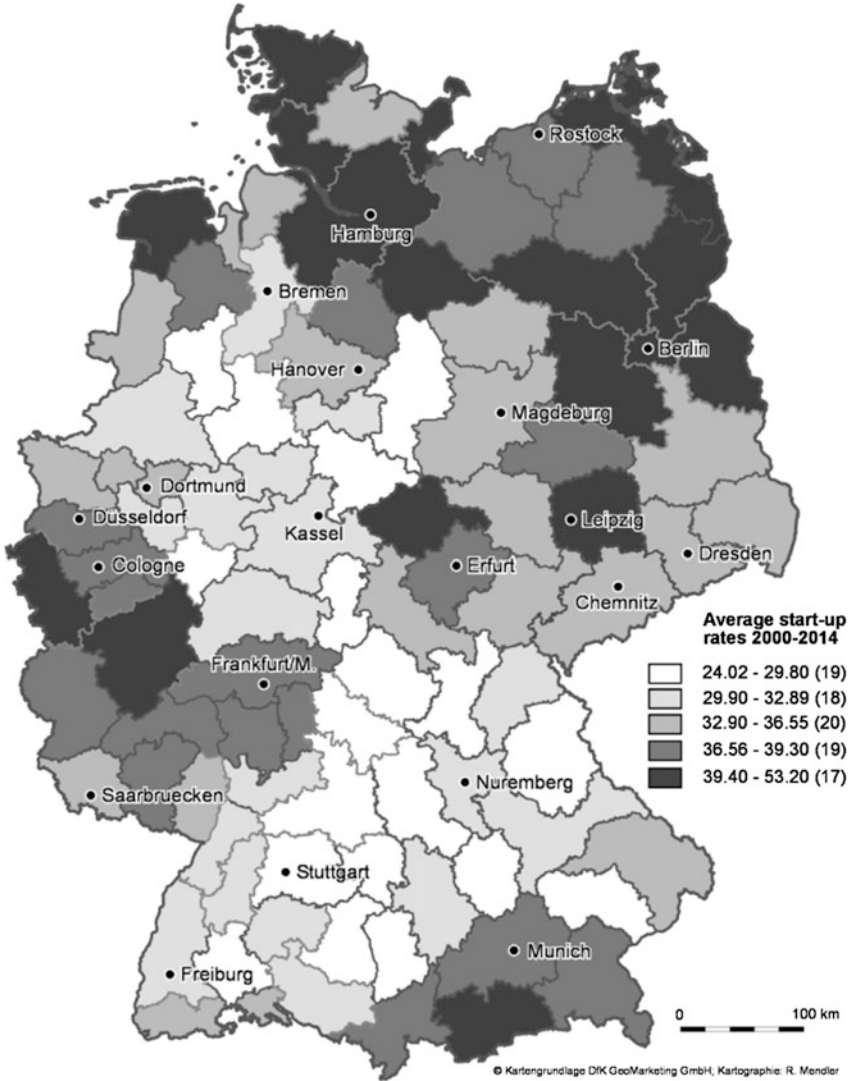 Rostock
Hamburg
Bremen
Berlin
Hanover
Magdeburg
Dortmund
Düsseldorf
Kassel
Leipzig
Cologne
Erfurt
Dresden
Chemnitz
Average start-up
rates 2000-2014
Frankfurt/M.
24.02 - 29.80 (19)
29.90 - 32.89 (18)
32.90 - 36.55 (20)
36.56 - 39.30 (19)
39.40 - 53.20 (17)
Nuremberg
Saarbruecken
Stuttgart
Munich
Freiburg
0 100 km
© Kartengrundlage DfK GeoMarketing GmbH; Kartographie: R. Mendler